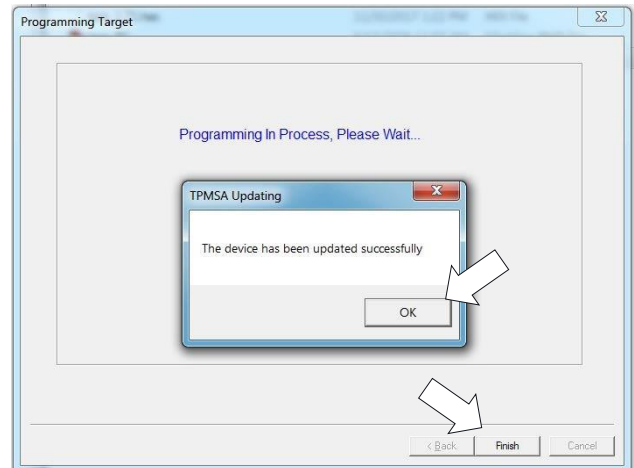 Programming Target
Programming In Process, Please Wait...
TPMSA Updating
The device has been updated successfully
OK
< Back
Finish
Cancel